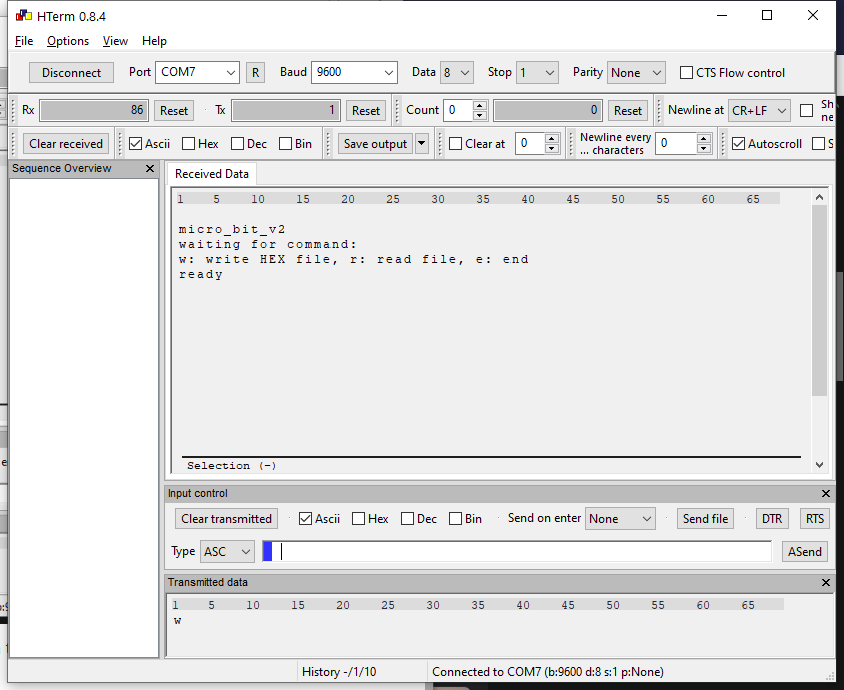 HTerm 0.8.4
File Options View Help
Disconnect Port COM7 R Baud 9600 Data 8 Stop 1 Parity None CTS Flow control
Rx 86 Reset Tx 1 Reset Count 0 0 Reset Newline at CR+LF
Clear received Ascii Hex Dec Bin Save output Clear at 0 Newline every ... characters 0 Autoscroll
Sequence Overview
Received Data
1 5 10 15 20 25 30 35 40 45 50 55 60 65
micro_bit_v2
waiting for command:
w: write HEX file, r: read file, e: end
ready
Selection (-)
Input control
Clear transmitted Ascii Hex Dec Bin Send on enter None Send file DTR RTS
Type ASC ASend
Transmitted data
1 5 10 15 20 25 30 35 40 45 50 55 60 65
w
History -/1/10 Connected to COM7 (b:9600 d:8 s:1 p:None)